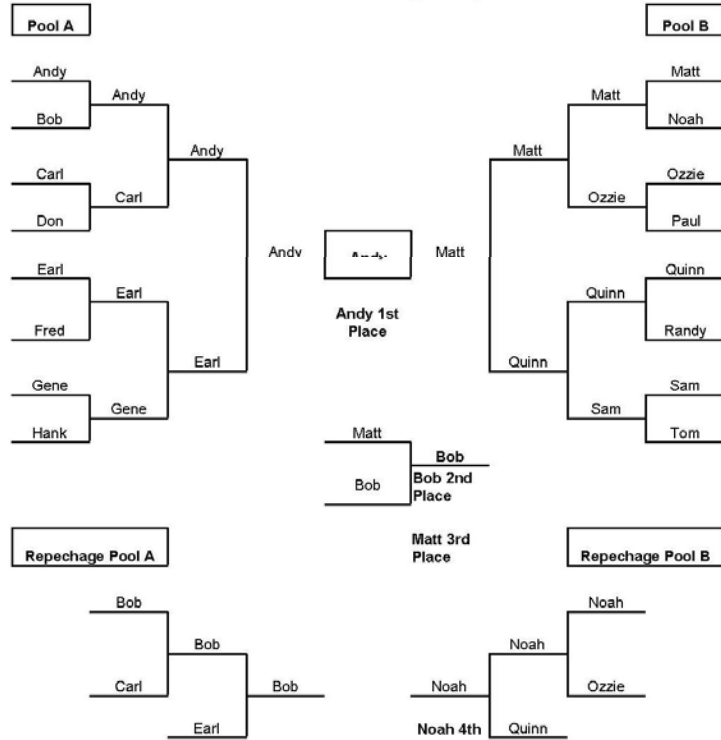 Pool A
Pool B
Andy
Matt
Andy
Matt
Bob
Noah
Andy
Matt
Carl
Ozzie
Carl
Ozzie
Don
Paul
Andy
Matt
Earl
Quinn
Earl
Quinn
Andy 1st
Place
Fred
Randy
Earl
Quinn
Gene
Sam
Gene
Sam
Hank
Tom
Matt
Bob
Bob
Bob 2nd
Place
Matt 3rd
Place
Repechage Pool A
Repechage Pool B
Bob
Noah
Bob
Noah
Carl
Ozzie
Bob
Noah
Earl
Noah 4th
Quinn